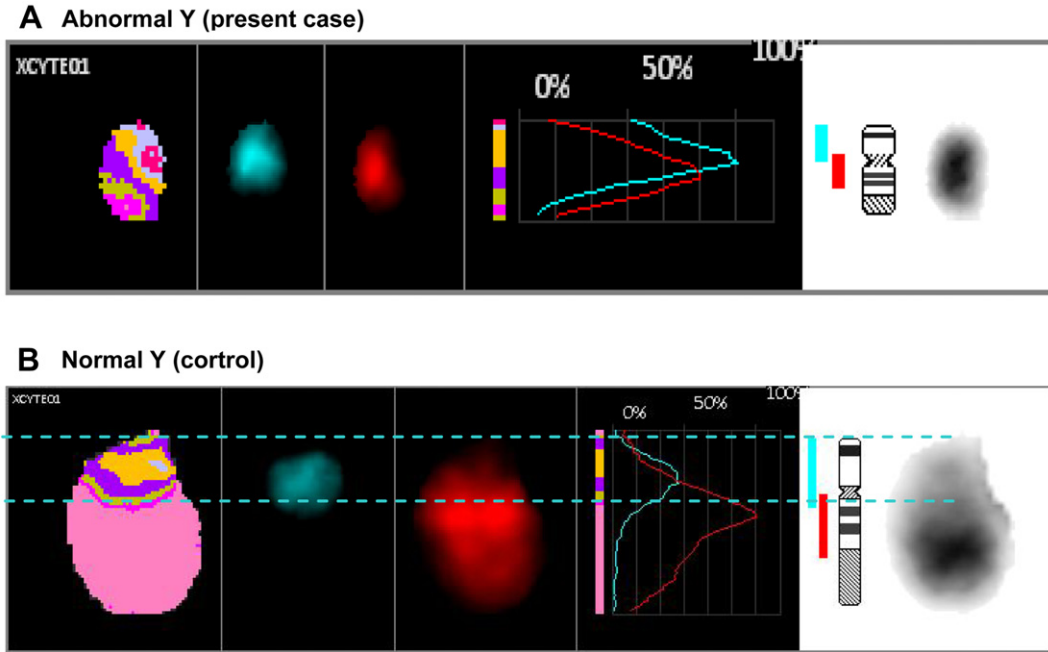 A Abnormal Y (present case)
XCYTE01
0% 50% 100%
B Normal Y (cortrol)
XCYTE01
0% 50% 100%